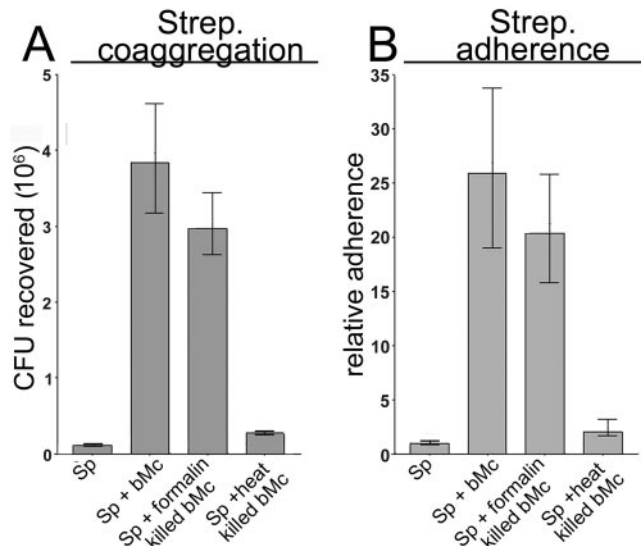 A
Strep.
coaggregation
CFU recovered (10⁶)
5
4
3
2
1
0
Sp
Sp + bMc
Sp + formalin
killed bMc
Sp +heat
killed bMc
B
Strep.
adherence
relative adherence
35
30
25
20
15
10
5
0
Sp
Sp + bMc
Sp + formalin
killed bMc
Sp +heat
killed bMc